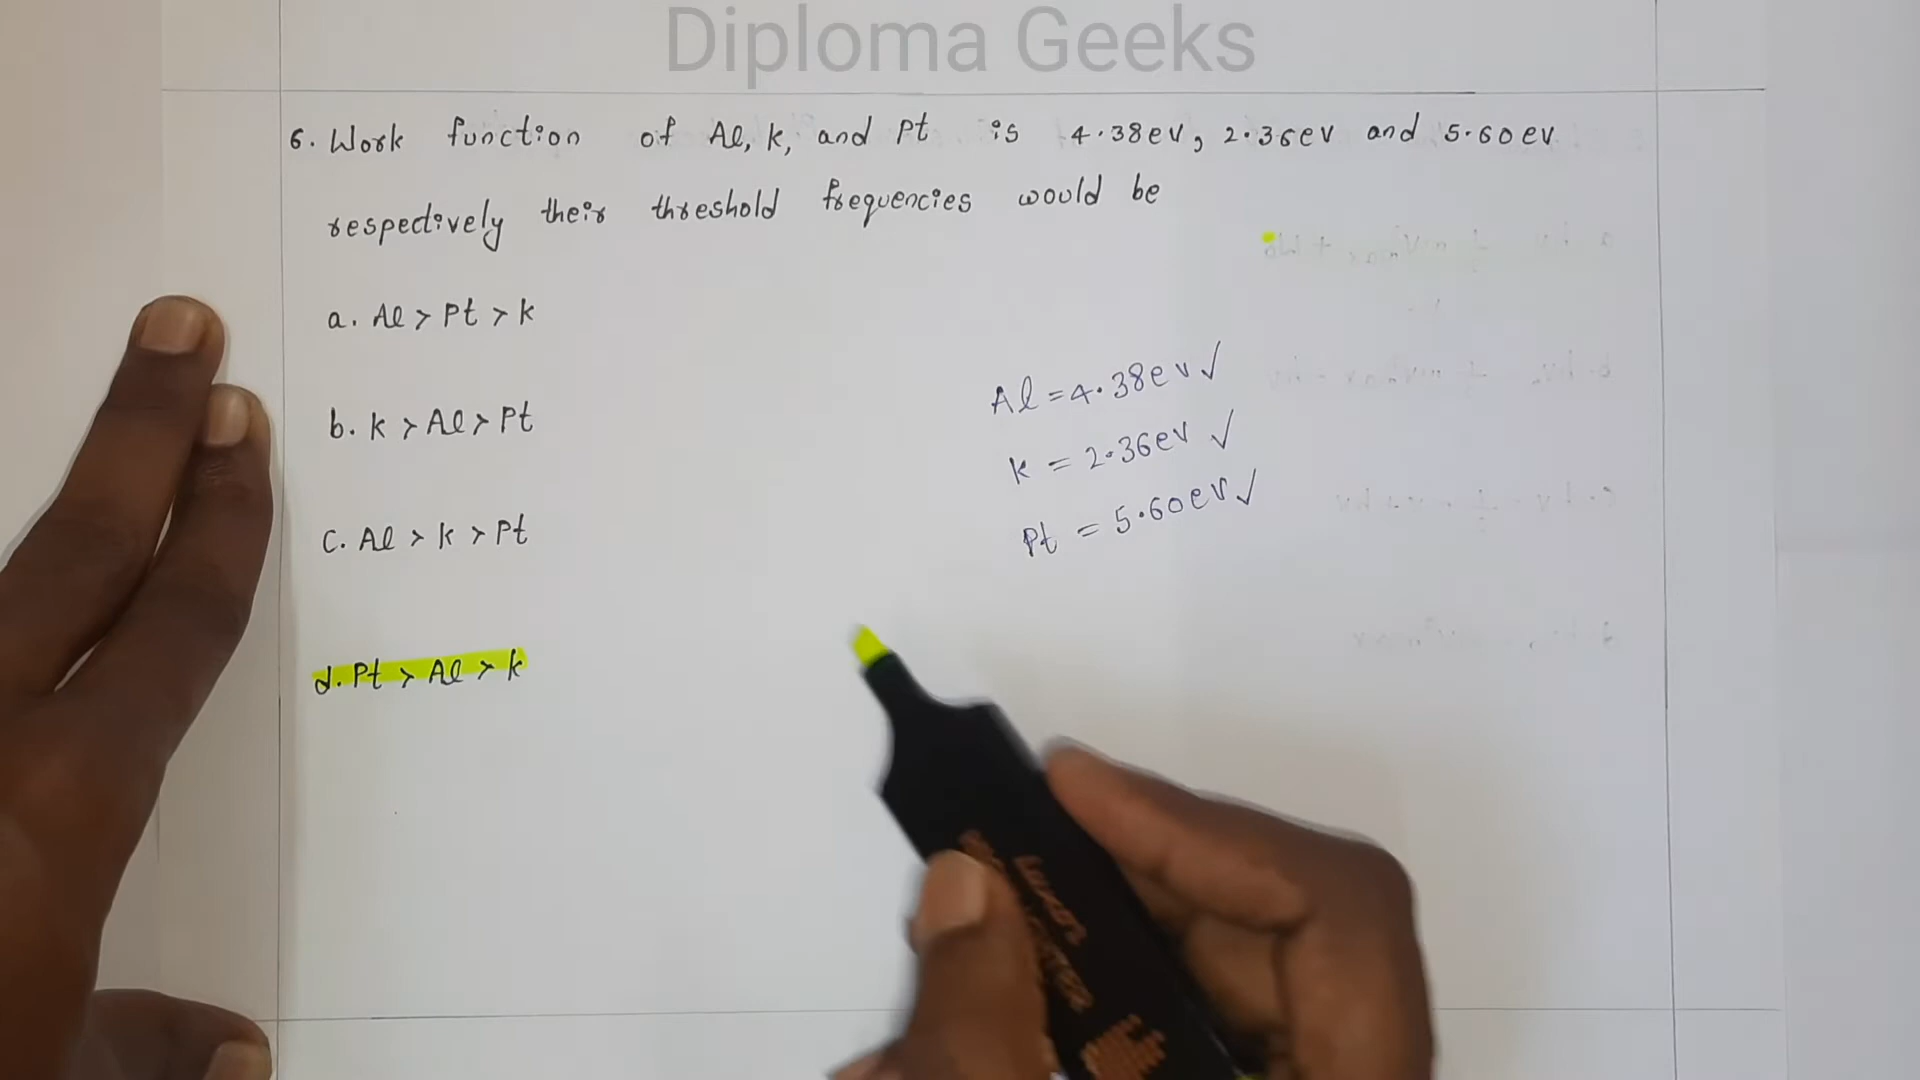 Diploma Geeks
6. Work function of Al, k, and Pt is 4.38ev, 2.36ev and 5.60ev
respectively their threshold frequencies would be
a. Al > Pt > k
Al = 4.38ev ✓
b. k > Al > Pt
k = 2.36ev ✓
Pt = 5.60ev ✓
c. Al > k > Pt
d. Pt > Al > k